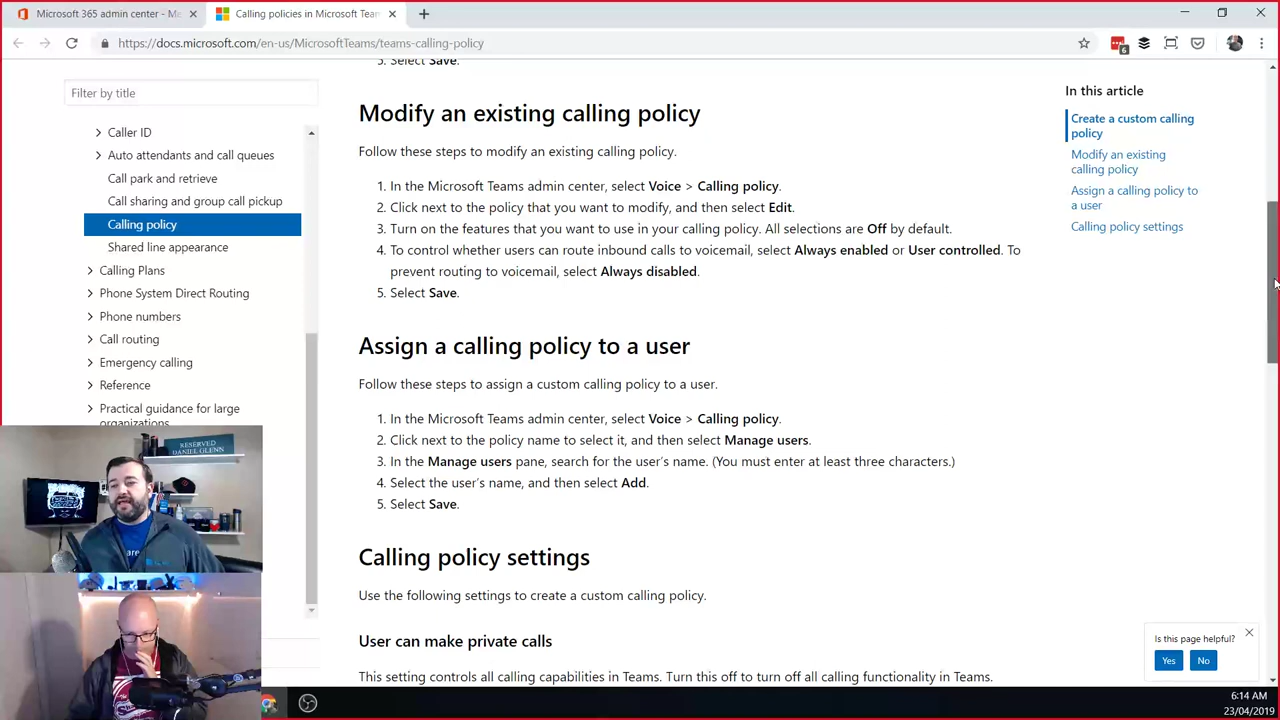 Microsoft 365 admin center - Me
Calling policies in Microsoft Tean
https://docs.microsoft.com/en-us/MicrosoftTeams/teams-calling-policy
6
5. Select Save.
Filter by title
Caller ID
Auto attendants and call queues
Call park and retrieve
Call sharing and group call pickup
Calling policy
Shared line appearance
Calling Plans
Phone System Direct Routing
Phone numbers
Call routing
Emergency calling
Reference
Practical guidance for large
organizations
Modify an existing calling policy
Follow these steps to modify an existing calling policy.
1. In the Microsoft Teams admin center, select Voice > Calling policy.
2. Click next to the policy that you want to modify, and then select Edit.
3. Turn on the features that you want to use in your calling policy. All selections are Off by default.
4. To control whether users can route inbound calls to voicemail, select Always enabled or User controlled. To
prevent routing to voicemail, select Always disabled.
5. Select Save.
Assign a calling policy to a user
Follow these steps to assign a custom calling policy to a user.
1. In the Microsoft Teams admin center, select Voice > Calling policy.
2. Click next to the policy name to select it, and then select Manage users.
3. In the Manage users pane, search for the user's name. (You must enter at least three characters.)
4. Select the user's name, and then select Add.
5. Select Save.
Calling policy settings
Use the following settings to create a custom calling policy.
User can make private calls
This setting controls all calling capabilities in Teams. Turn this off to turn off all calling functionality in Teams.
In this article
Create a custom calling
policy
Modify an existing
calling policy
Assign a calling policy to
a user
Calling policy settings
Is this page helpful?
Yes
No
RESERVED
DANIEL GLENN
6:14 AM
23/04/2019